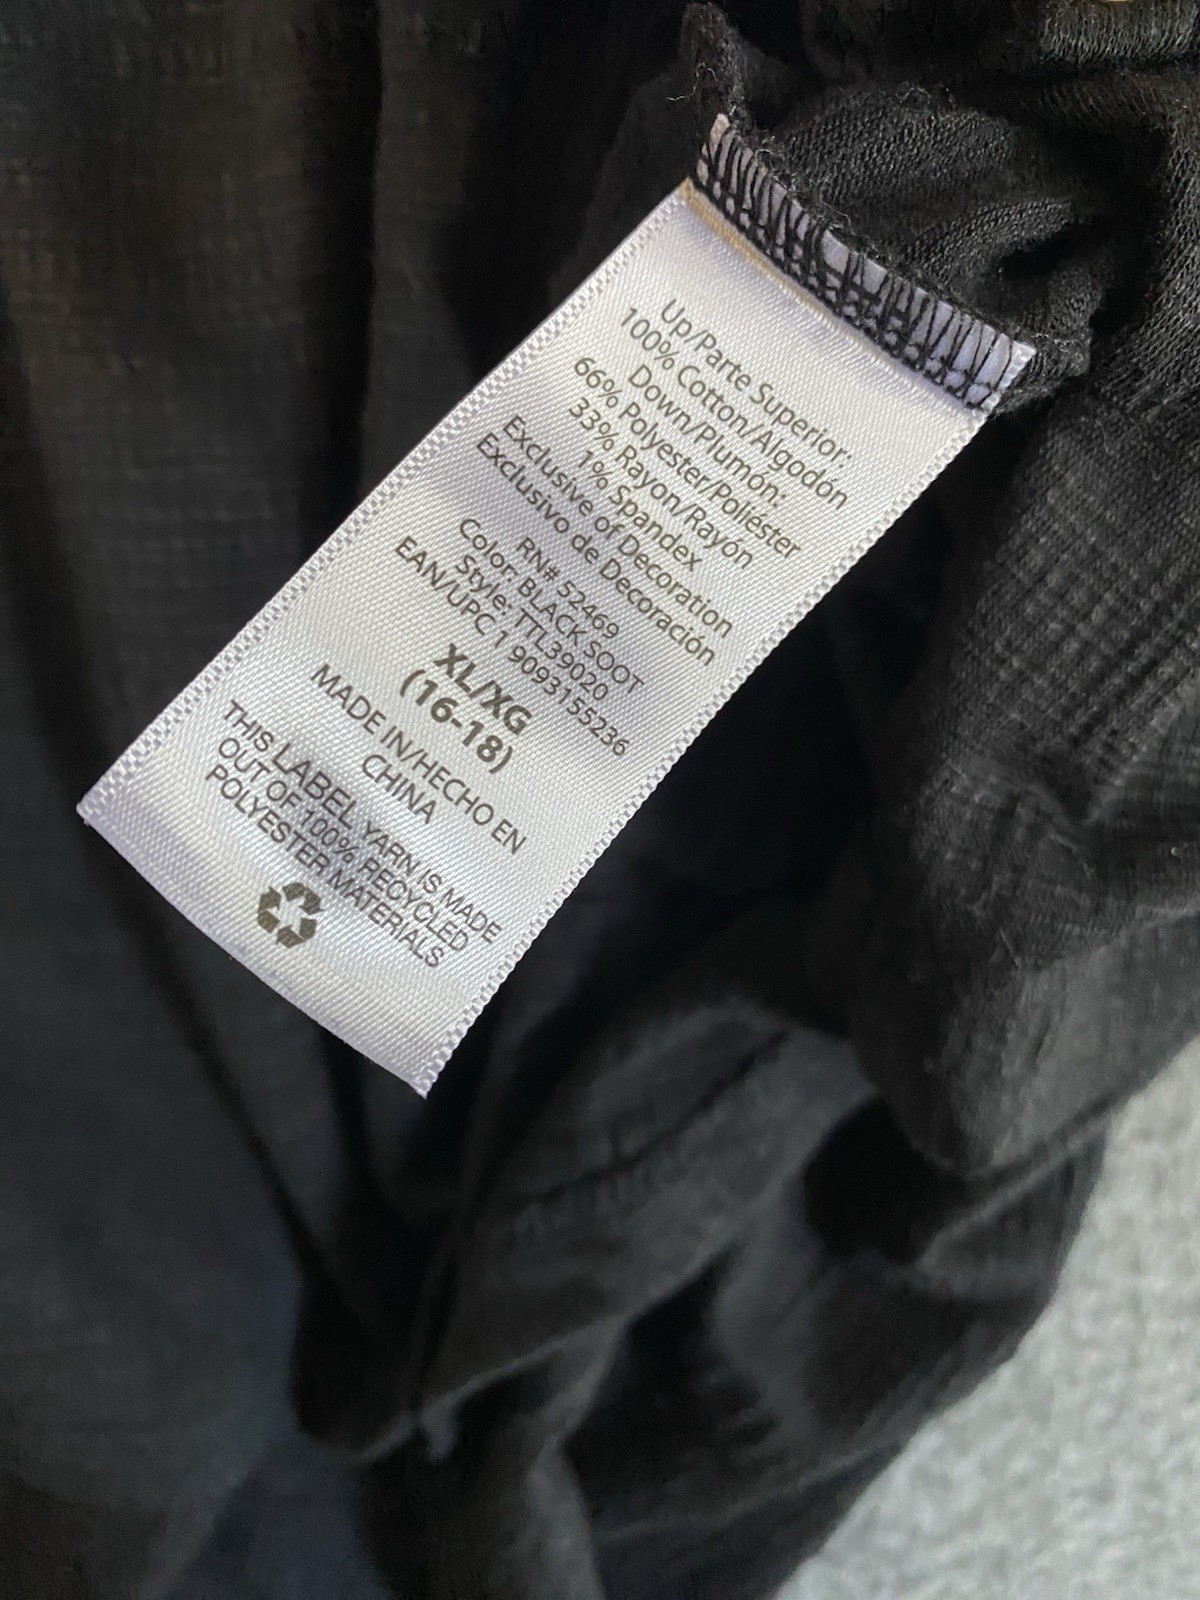 Up/Parte Superior:
100% Cotton/Algodon
Down/Plumón:
66% Polyester/Poliéster
33% Rayon/Rayón
1% Spandex
Exclusive of Decoration
Exclusivo de Decoración
RN# 52469
Color: BLACK SOOT
Style: TTL39020
EAN/UPC 1 9093155236
XL/XG
(16-18)
MADE IN/HECHO EN
CHINA
THIS LABEL YARN IS MADE
OUT OF 100% RECYCLED
POLYESTER MATERIALS